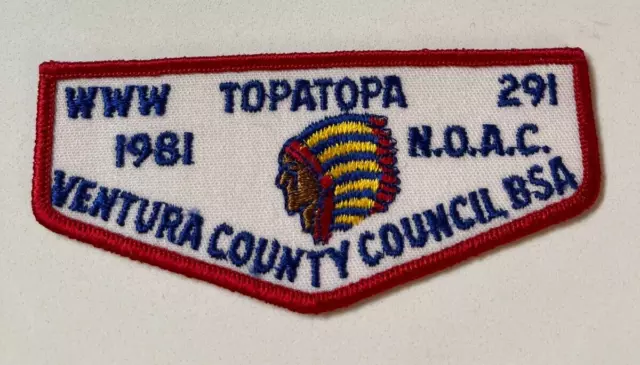 WWW TOPATOPA 291
1981 N.O.A.C.
VENTURA COUNTY COUNCIL BSA